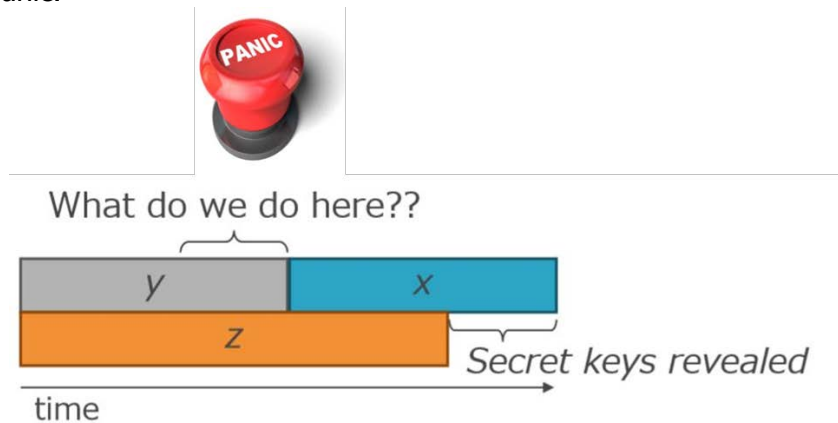 PANIC
What do we do here??
y
x
z
Secret keys revealed
time